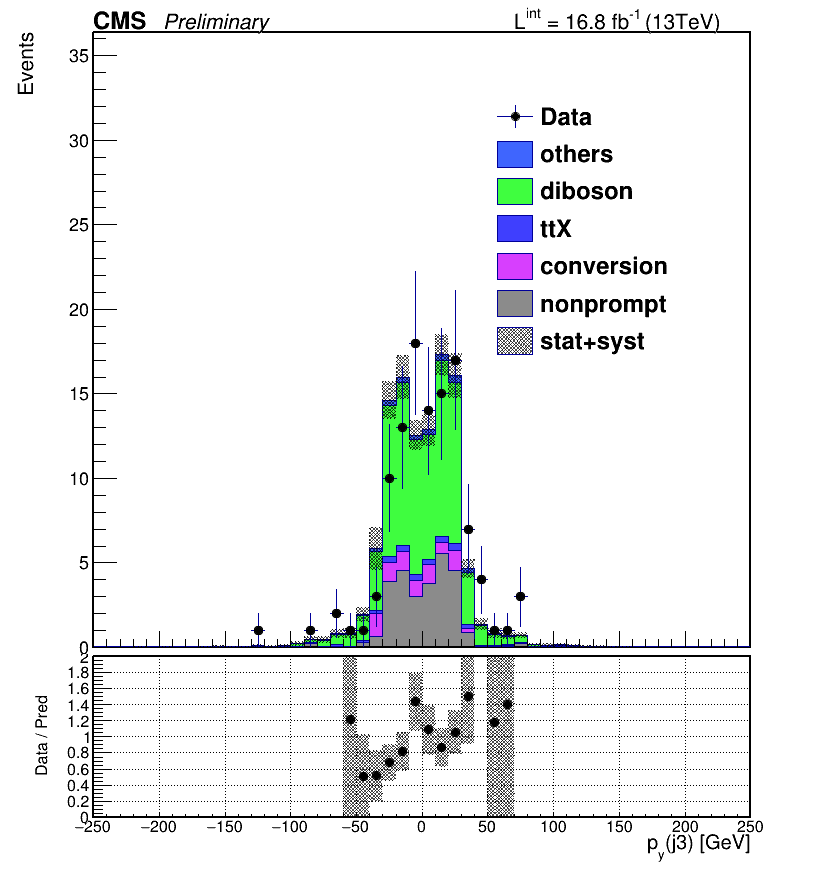 CMS Preliminary L^int = 16.8 fb^-1 (13TeV)
Events
35
30
25
20
15
10
5
0
Data
others
diboson
ttX
conversion
nonprompt
stat+syst
Data / Pred
2
1.8
1.6
1.4
1.2
1
0.8
0.6
0.4
0.2
0
−250 −200 −150 −100 −50 0 50 100 150 200 250
p_y(j3) [GeV]